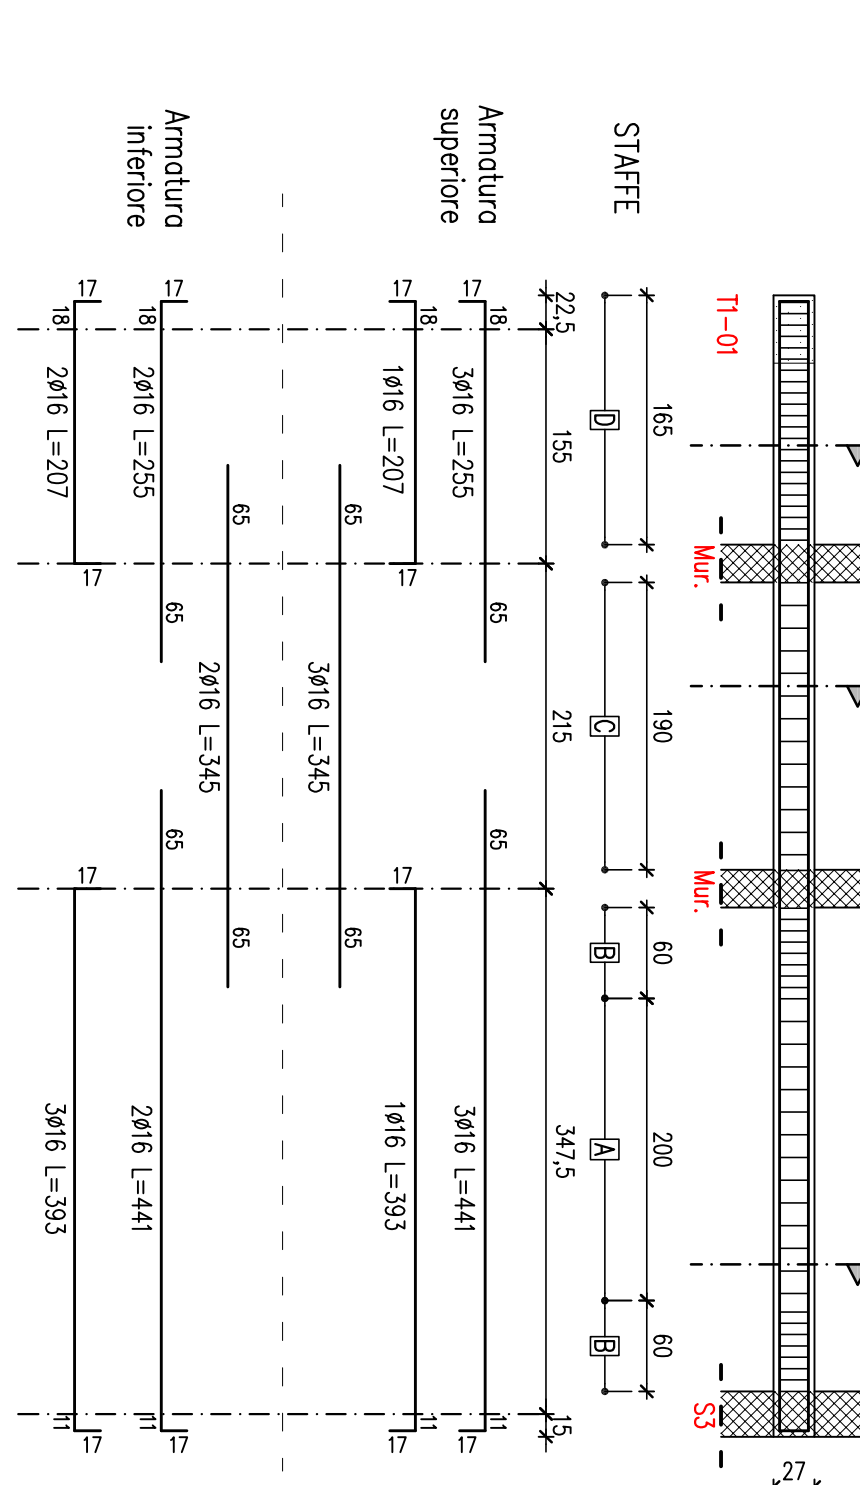 T1-01
Mur.
Mur.
S3
27
165
190
60
200
60
STAFFE
D
C
B
A
B
22,5
155
215
347,5
15
Armatura
superiore
17
18
3ø16 L=255
65
65
3ø16 L=441
11
17
17
18
1ø16 L=207
17
17
1ø16 L=393
11
17
65
3ø16 L=345
65
Armatura
inferiore
65
2ø16 L=345
65
17
18
2ø16 L=255
65
65
2ø16 L=441
11
17
17
18
2ø16 L=207
17
17
3ø16 L=393
11
17